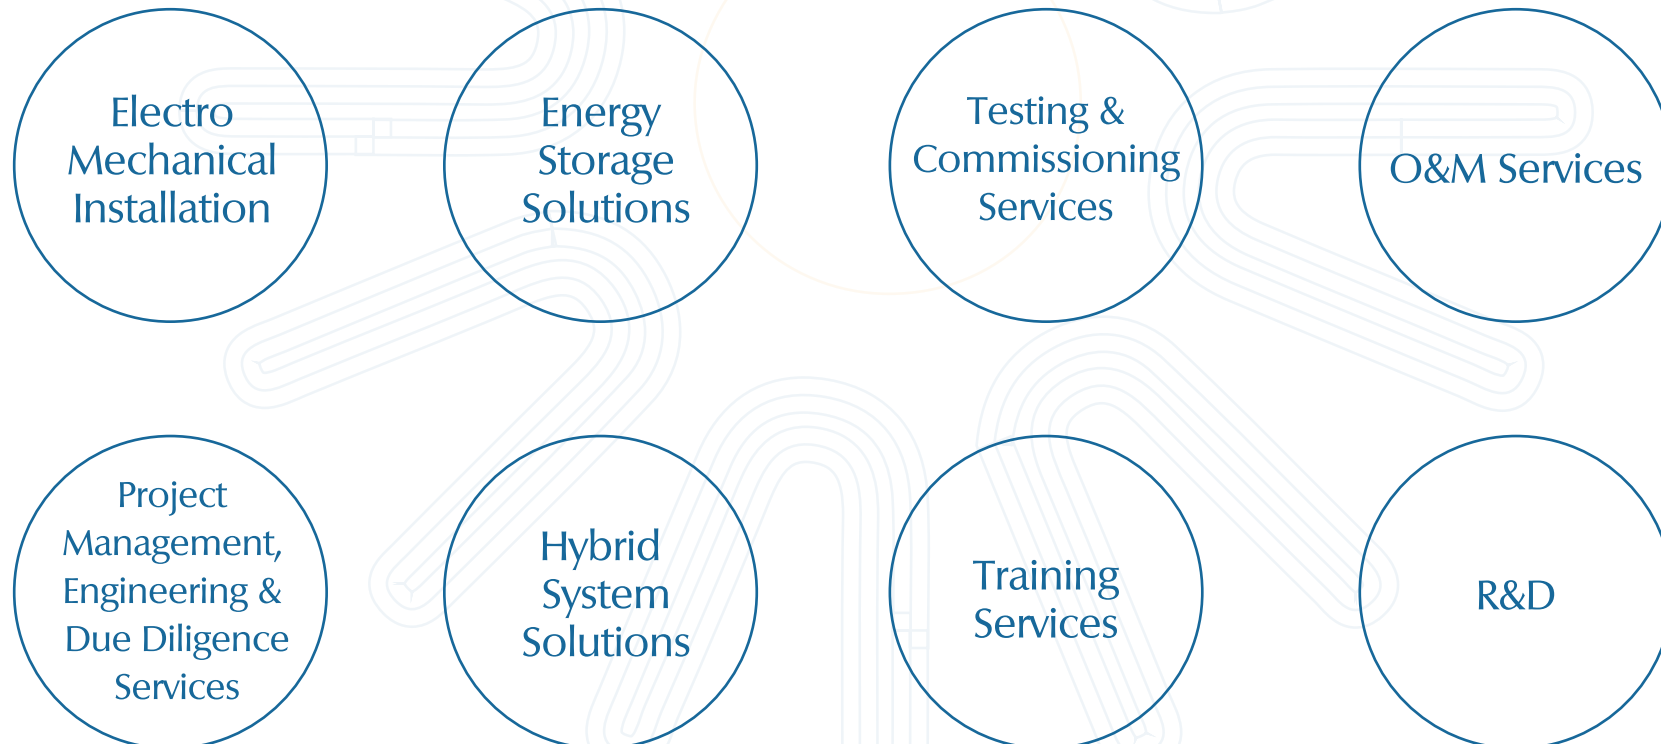 Electro
Mechanical
Installation
Energy
Storage
Solutions
Testing &
Commissioning
Services
O&M Services
Project
Management,
Engineering &
Due Diligence
Services
Hybrid
System
Solutions
Training
Services
R&D